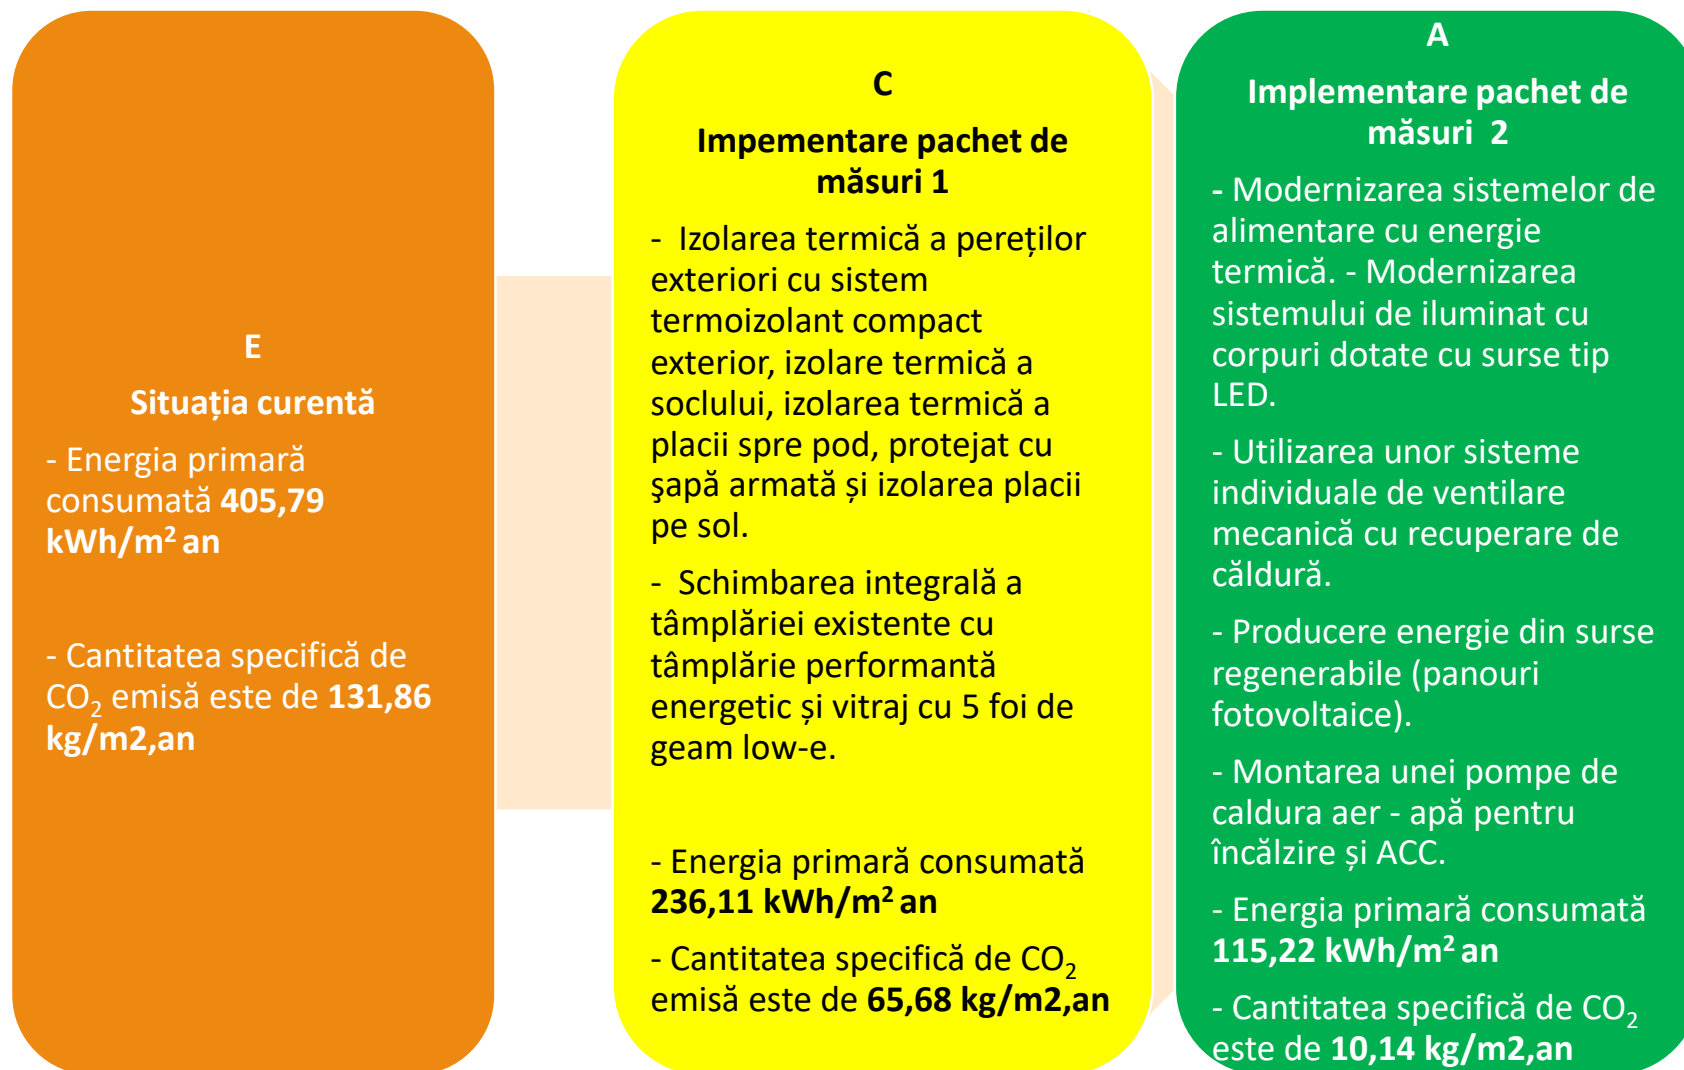 E
Situația curentă
- Energia primară
consumată 405,79
kWh/m² an
- Cantitatea specifică de
CO₂ emisă este de 131,86
kg/m2,an
C
Impementare pachet de
măsuri 1
- Izolarea termică a pereților
exteriori cu sistem
termoizolant compact
exterior, izolare termică a
soclului, izolarea termică a
placii spre pod, protejat cu
şapă armată și izolarea placii
pe sol.
- Schimbarea integrală a
tâmplăriei existente cu
tâmplărie performantă
energetic și vitraj cu 5 foi de
geam low-e.
- Energia primară consumată
236,11 kWh/m² an
- Cantitatea specifică de CO₂
emisă este de 65,68 kg/m2,an
A
Implementare pachet de
măsuri 2
- Modernizarea sistemelor de
alimentare cu energie
termică. - Modernizarea
sistemului de iluminat cu
corpuri dotate cu surse tip
LED.
- Utilizarea unor sisteme
individuale de ventilare
mecanică cu recuperare de
căldură.
- Producere energie din surse
regenerabile (panouri
fotovoltaice).
- Montarea unei pompe de
caldura aer - apă pentru
încălzire și ACC.
- Energia primară consumată
115,22 kWh/m² an
- Cantitatea specifică de CO₂
este de 10,14 kg/m2,an